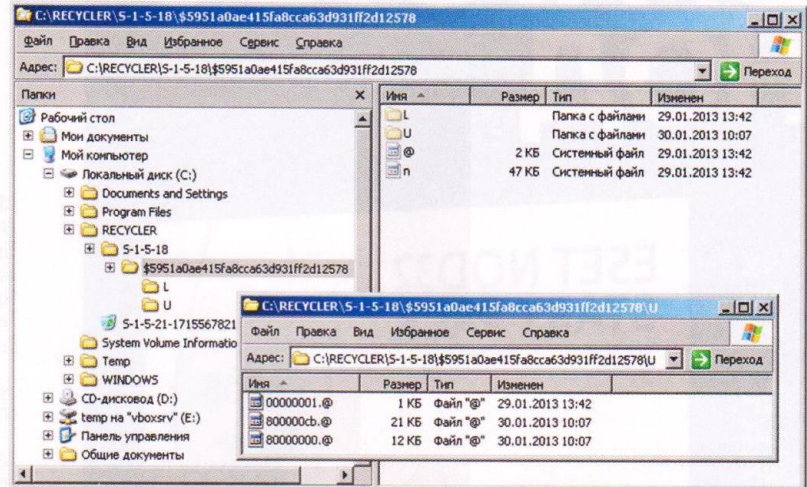 C:\RECYCLER\S-1-5-18\$5951a0ae415fa8cca63d931ff2d12578
Файл Правка Вид Избранное Сервис Справка
Адрес: C:\RECYCLER\S-1-5-18\$5951a0ae415fa8cca63d931ff2d12578 Переход
Папки
Рабочий стол
Мои документы
Мой компьютер
Локальный диск (C:)
Documents and Settings
Program Files
RECYCLER
S-1-5-18
$5951a0ae415fa8cca63d931ff2d12578
L
U
S-1-5-21-1715567821
System Volume Informatio
Temp
WINDOWS
CD-дисковод (D:)
temp на "vboxsrv" (E:)
Панель управления
Общие документы
Имя Размер Тип Изменен
L Папка с файлами 29.01.2013 13:42
U Папка с файлами 30.01.2013 10:07
@ 2 КБ Системный файл 29.01.2013 13:42
n 47 КБ Системный файл 29.01.2013 13:42
C:\RECYCLER\S-1-5-18\$5951a0ae415fa8cca63d931ff2d12578\U
Файл Правка Вид Избранное Сервис Справка
Адрес: C:\RECYCLER\S-1-5-18\$5951a0ae415fa8cca63d931ff2d12578\U Переход
Имя Размер Тип Изменен
00000001.@ 1 КБ Файл "@" 29.01.2013 13:42
800000cb.@ 21 КБ Файл "@" 30.01.2013 10:07
80000000.@ 12 КБ Файл "@" 30.01.2013 10:07